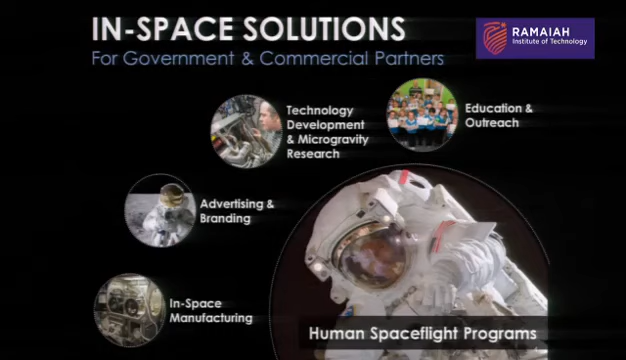 IN-SPACE SOLUTIONS
For Government & Commercial Partners
RAMAIAH
Institute of Technology
Technology
Development
& Microgravity
Research
Education &
Outreach
Advertising &
Branding
In-Space
Manufacturing
Human Spaceflight Programs